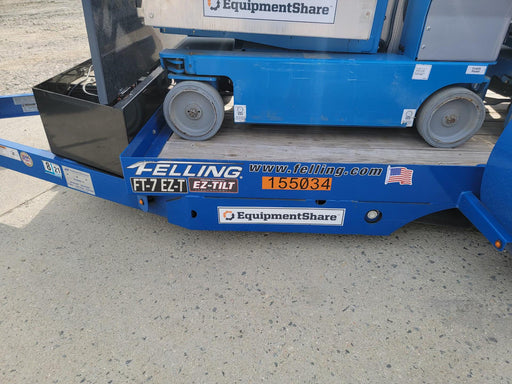 EquipmentShare
FELLING www.felling.com
FT-7 EZ-T EZ-TILT 155034
EquipmentShare